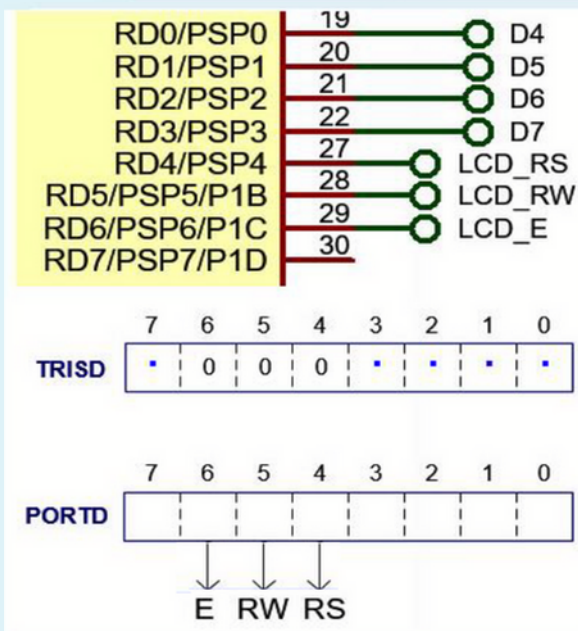 RD0/PSP0 19 D4
RD1/PSP1 20 D5
RD2/PSP2 21 D6
RD3/PSP3 22 D7
RD4/PSP4 27 LCD_RS
RD5/PSP5/P1B 28 LCD_RW
RD6/PSP6/P1C 29 LCD_E
RD7/PSP7/P1D 30
7 6 5 4 3 2 1 0
TRISD · 0 0 0 · · · ·
7 6 5 4 3 2 1 0
PORTD
E RW RS